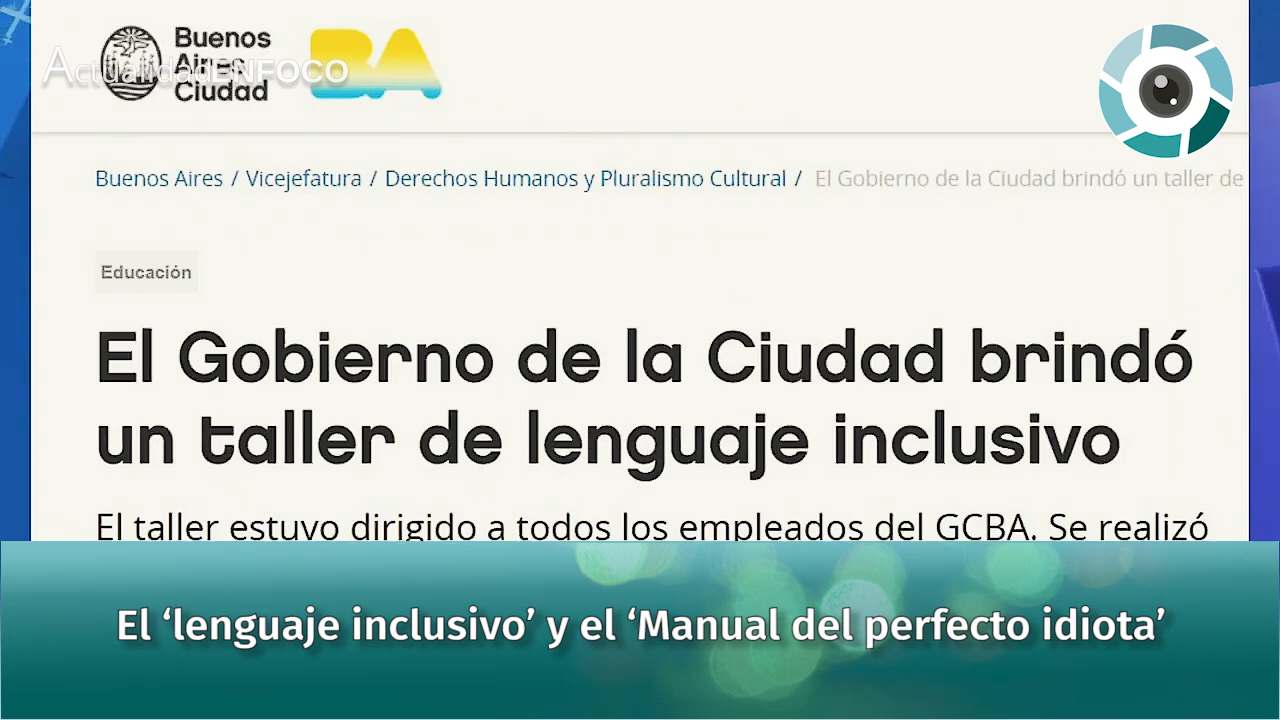 Buenos
Aires
Ciudad
BA
ActualidadENFOCO
Buenos Aires / Vicejefatura / Derechos Humanos y Pluralismo Cultural / El Gobierno de la Ciudad brindó un taller de
Educación
El Gobierno de la Ciudad brindó
un taller de lenguaje inclusivo
El taller estuvo dirigido a todos los empleados del GCBA. Se realizó
El ‘lenguaje inclusivo’ y el ‘Manual del perfecto idiota’